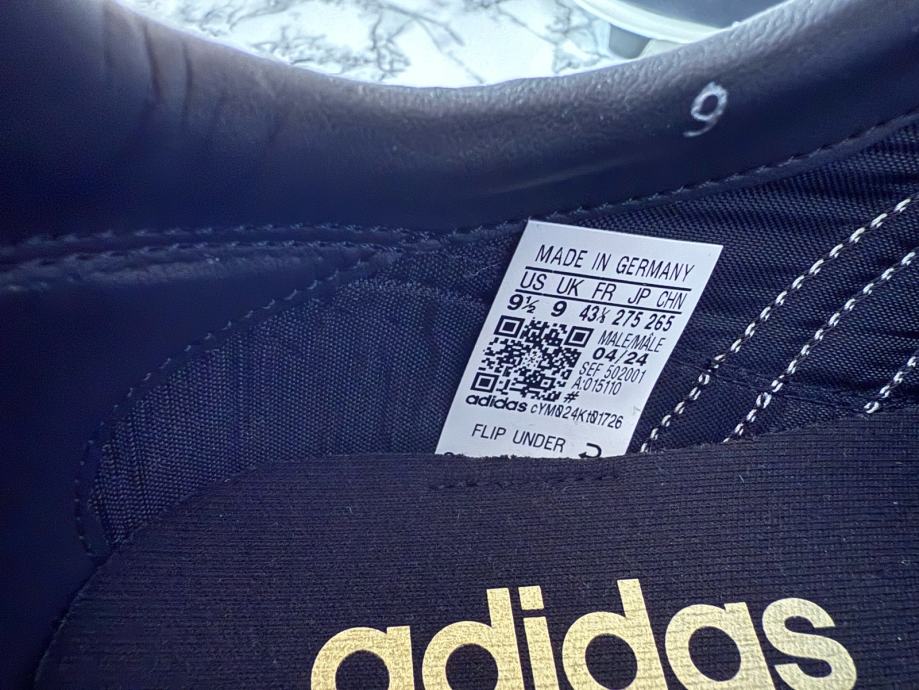 9
MADE IN GERMANY
US UK FR JP CHN
9½ 9 43⅓ 275 265
MALE/MÂLE
04/24
SEF 502001
A:015110
#
adidas cYM024Kt01726
FLIP UNDER
adidas